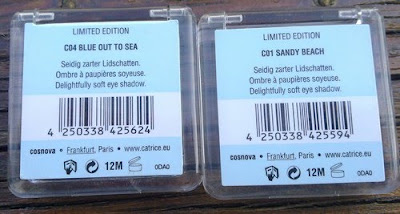 LIMITED EDITION
C04 BLUE OUT TO SEA
Seidig zarter Lidschatten.
Ombre à paupières soyeuse.
Delightfully soft eye shadow.
4 250338 425624
cosnova • Frankfurt, Paris • www.catrice.eu
12M
0DA0
LIMITED EDITION
C01 SANDY BEACH
Seidig zarter Lidschatten.
Ombre à paupières soyeuse.
Delightfully soft eye shadow.
4 250338 425594
cosnova • Frankfurt, Paris • www.catrice.eu
12M
0DA0